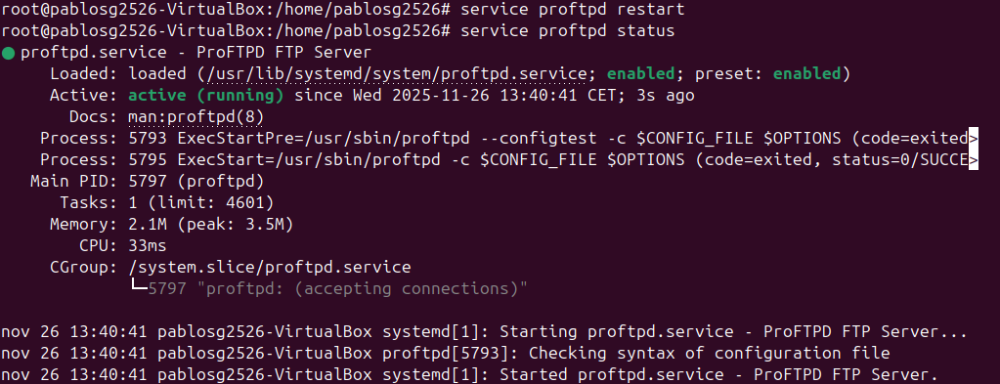 root@pablosg2526-VirtualBox:/home/pablosg2526# service proftpd restart
root@pablosg2526-VirtualBox:/home/pablosg2526# service proftpd status
● proftpd.service - ProFTPD FTP Server
     Loaded: loaded (/usr/lib/systemd/system/proftpd.service; enabled; preset: enabled)
     Active: active (running) since Wed 2025-11-26 13:40:41 CET; 3s ago
       Docs: man:proftpd(8)
    Process: 5793 ExecStartPre=/usr/sbin/proftpd --configtest -c $CONFIG_FILE $OPTIONS (code=exited>
    Process: 5795 ExecStart=/usr/sbin/proftpd -c $CONFIG_FILE $OPTIONS (code=exited, status=0/SUCCE>
   Main PID: 5797 (proftpd)
      Tasks: 1 (limit: 4601)
     Memory: 2.1M (peak: 3.5M)
        CPU: 33ms
     CGroup: /system.slice/proftpd.service
             └─5797 "proftpd: (accepting connections)"

nov 26 13:40:41 pablosg2526-VirtualBox systemd[1]: Starting proftpd.service - ProFTPD FTP Server...
nov 26 13:40:41 pablosg2526-VirtualBox proftpd[5793]: Checking syntax of configuration file
nov 26 13:40:41 pablosg2526-VirtualBox systemd[1]: Started proftpd.service - ProFTPD FTP Server.